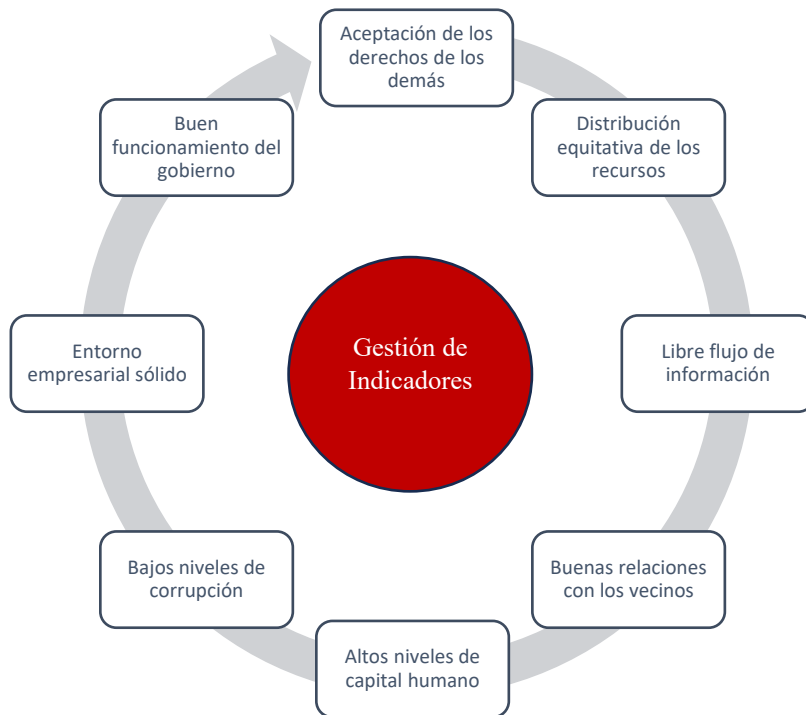 Aceptación de los
derechos de los
demás
Distribución
equitativa de los
recursos
Libre flujo de
información
Buenas relaciones
con los vecinos
Altos niveles de
capital humano
Bajos niveles de
corrupción
Entorno
empresarial sólido
Buen
funcionamiento del
gobierno
Gestión de
Indicadores